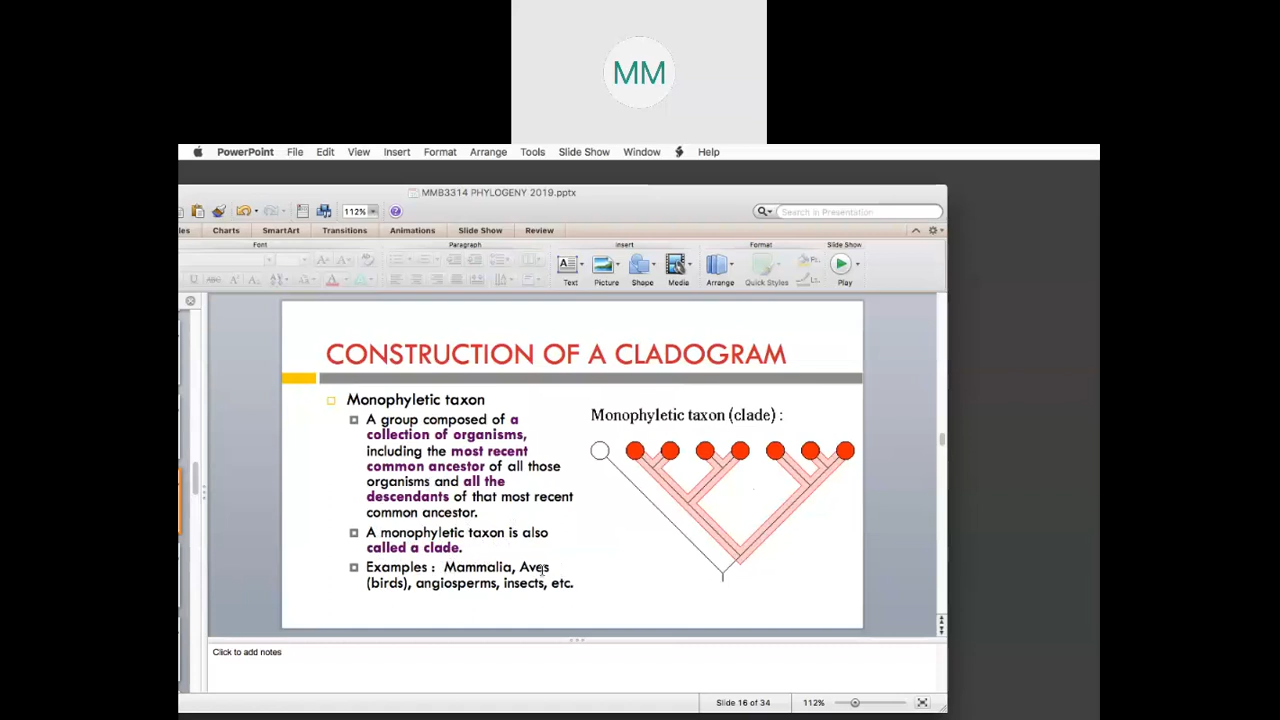 MM
PowerPoint File Edit View Insert Format Arrange Tools Slide Show Window Help
MMB3314 PHYLOGENY 2019.pptx
112%
Search in Presentation
les Charts SmartArt Transitions Animations Slide Show Review
Font Paragraph Insert Format Slide Show
Text Picture Shape Media Arrange Quick Styles Play
CONSTRUCTION OF A CLADOGRAM
Monophyletic taxon
A group composed of a
collection of organisms,
including the most recent
common ancestor of all those
organisms and all the
descendants of that most recent
common ancestor.
A monophyletic taxon is also
called a clade.
Examples : Mammalia, Aves
(birds), angiosperms, insects, etc.
Monophyletic taxon (clade) :
Click to add notes
Slide 16 of 34 112%